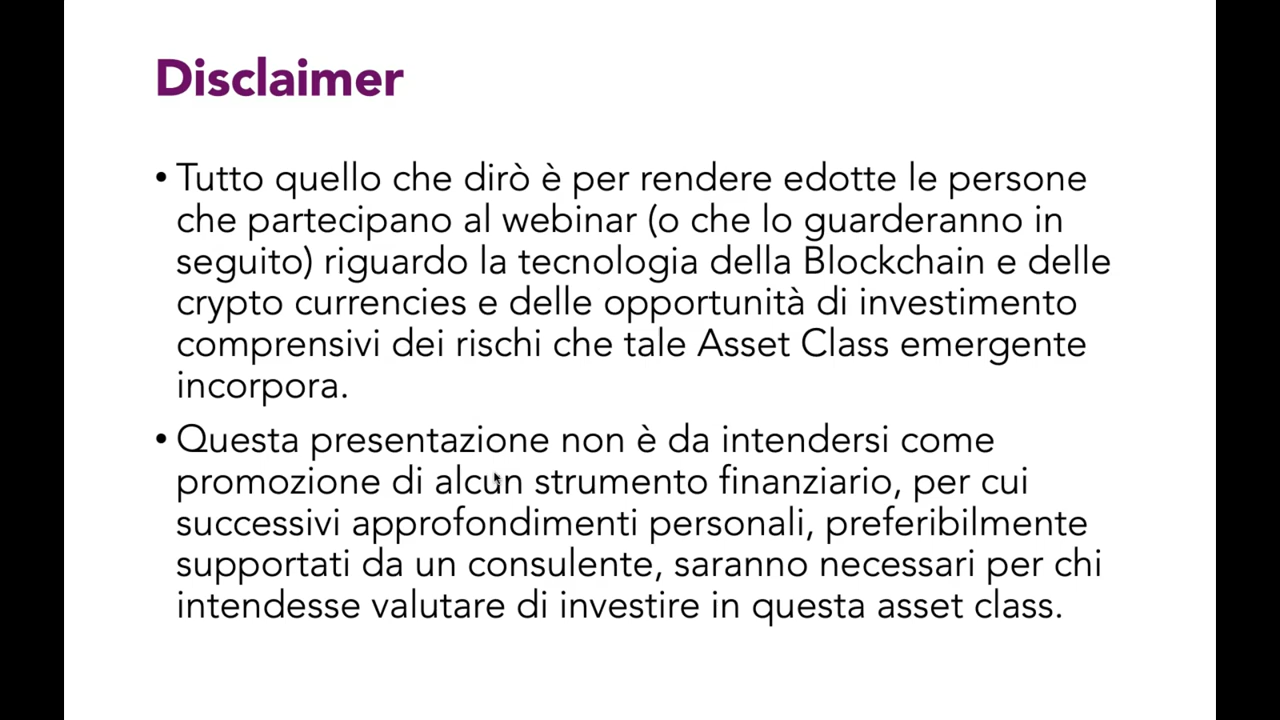 Disclaimer
• Tutto quello che dirò è per rendere edotte le persone
che partecipano al webinar (o che lo guarderanno in
seguito) riguardo la tecnologia della Blockchain e delle
crypto currencies e delle opportunità di investimento
comprensivi dei rischi che tale Asset Class emergente
incorpora.
• Questa presentazione non è da intendersi come
promozione di alcun strumento finanziario, per cui
successivi approfondimenti personali, preferibilmente
supportati da un consulente, saranno necessari per chi
intendesse valutare di investire in questa asset class.